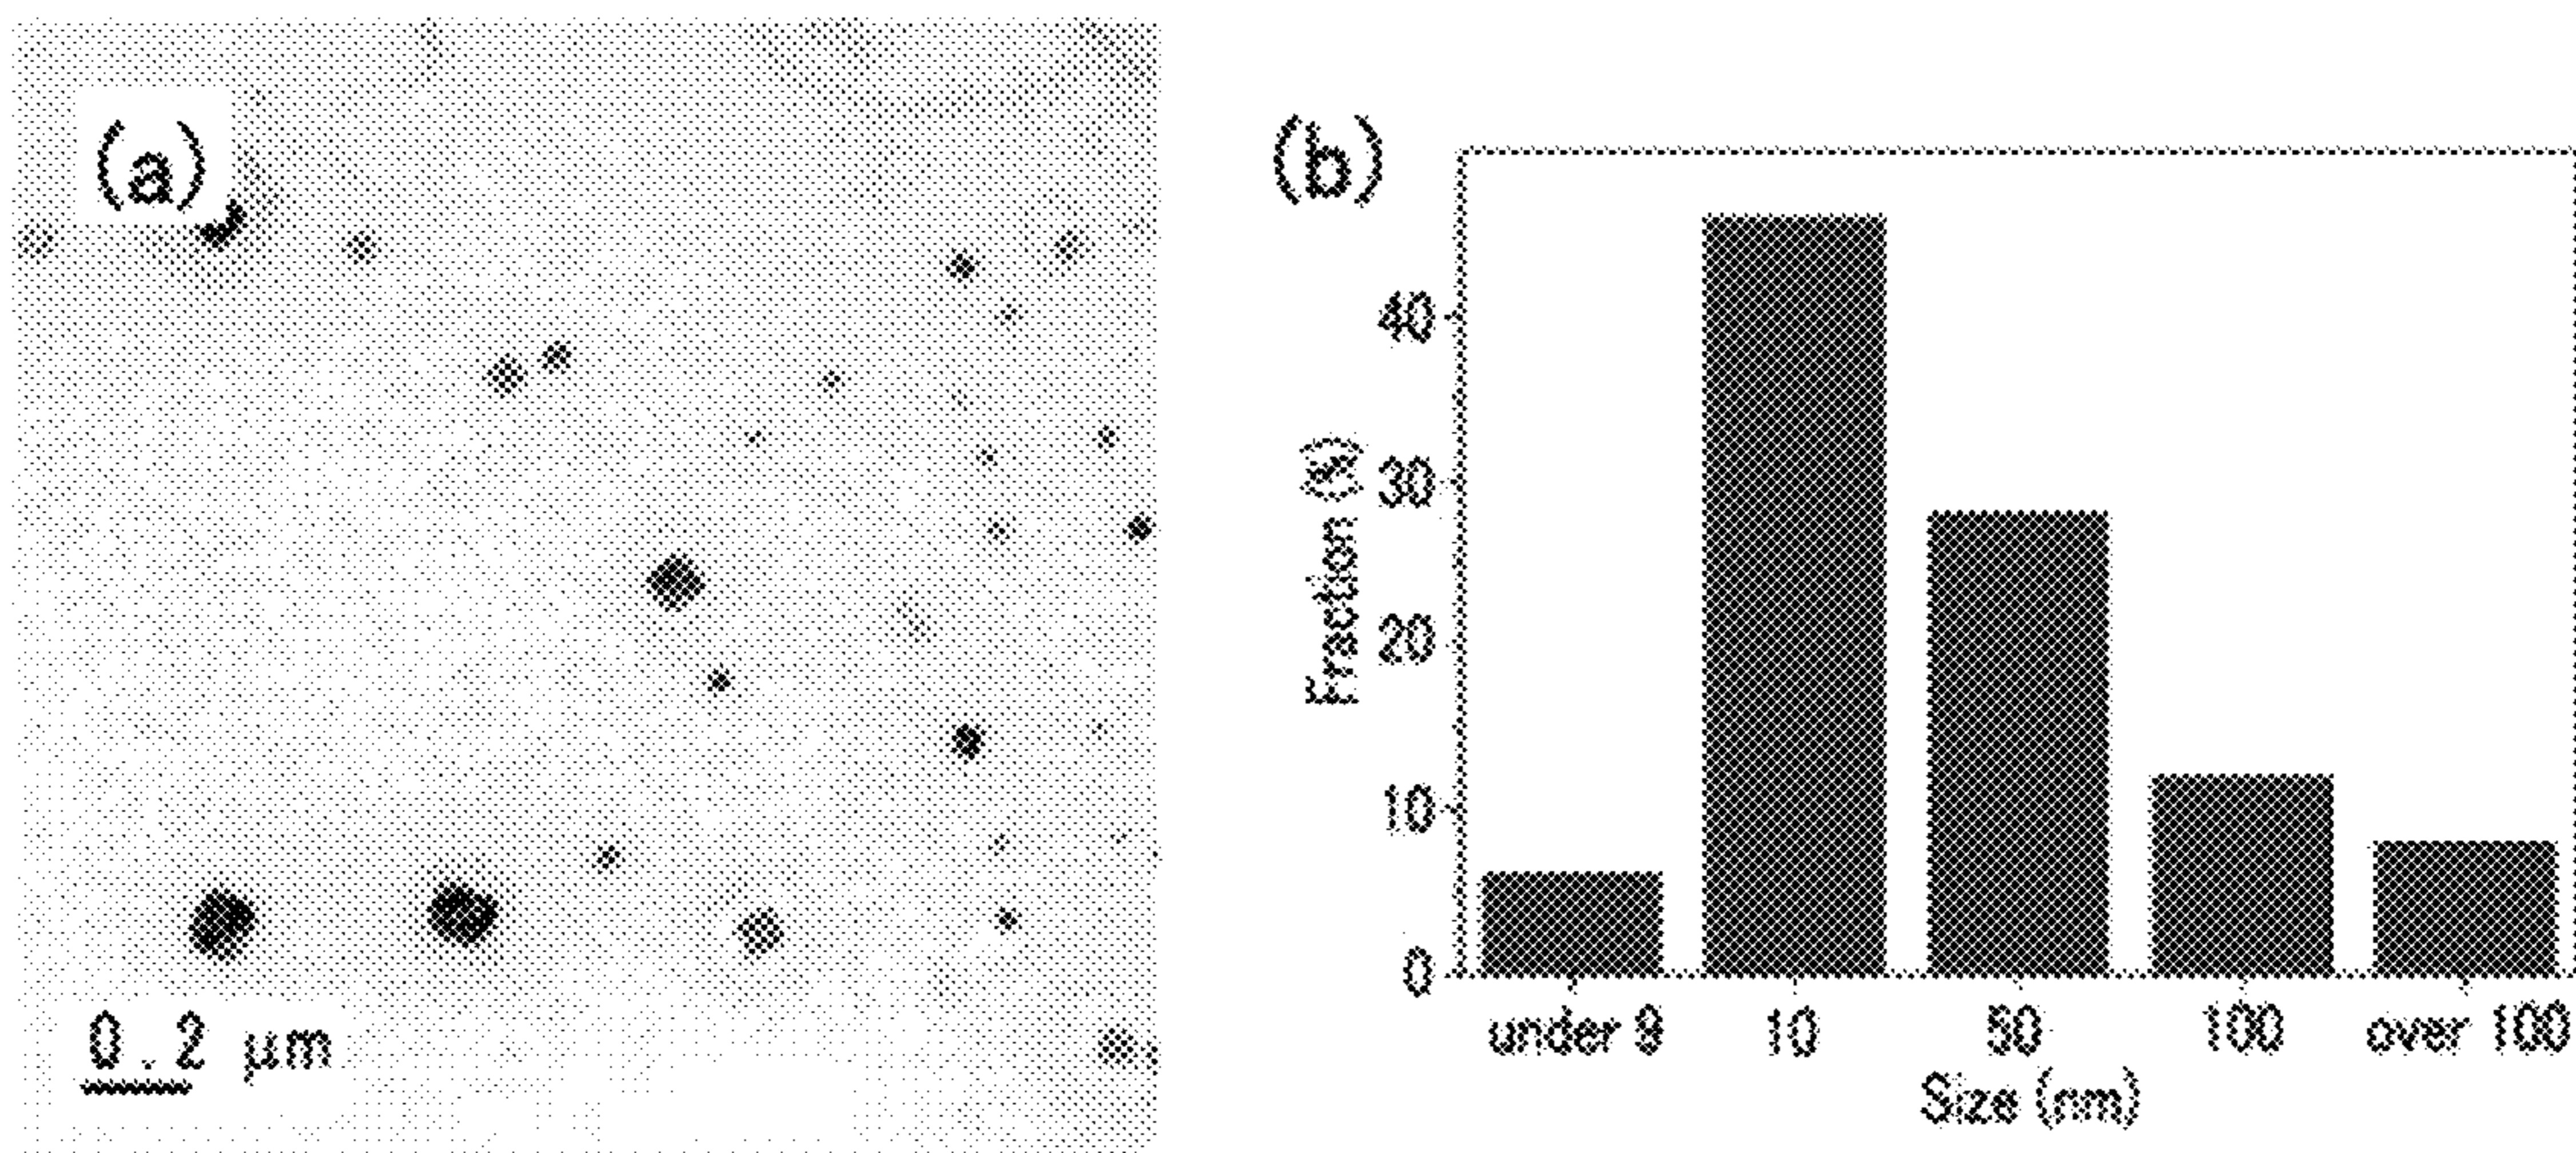 (a)
0.2 μm
(b)
Fraction (%)
40
30
20
10
0
under 9
10
50
100
over 100
Size (nm)